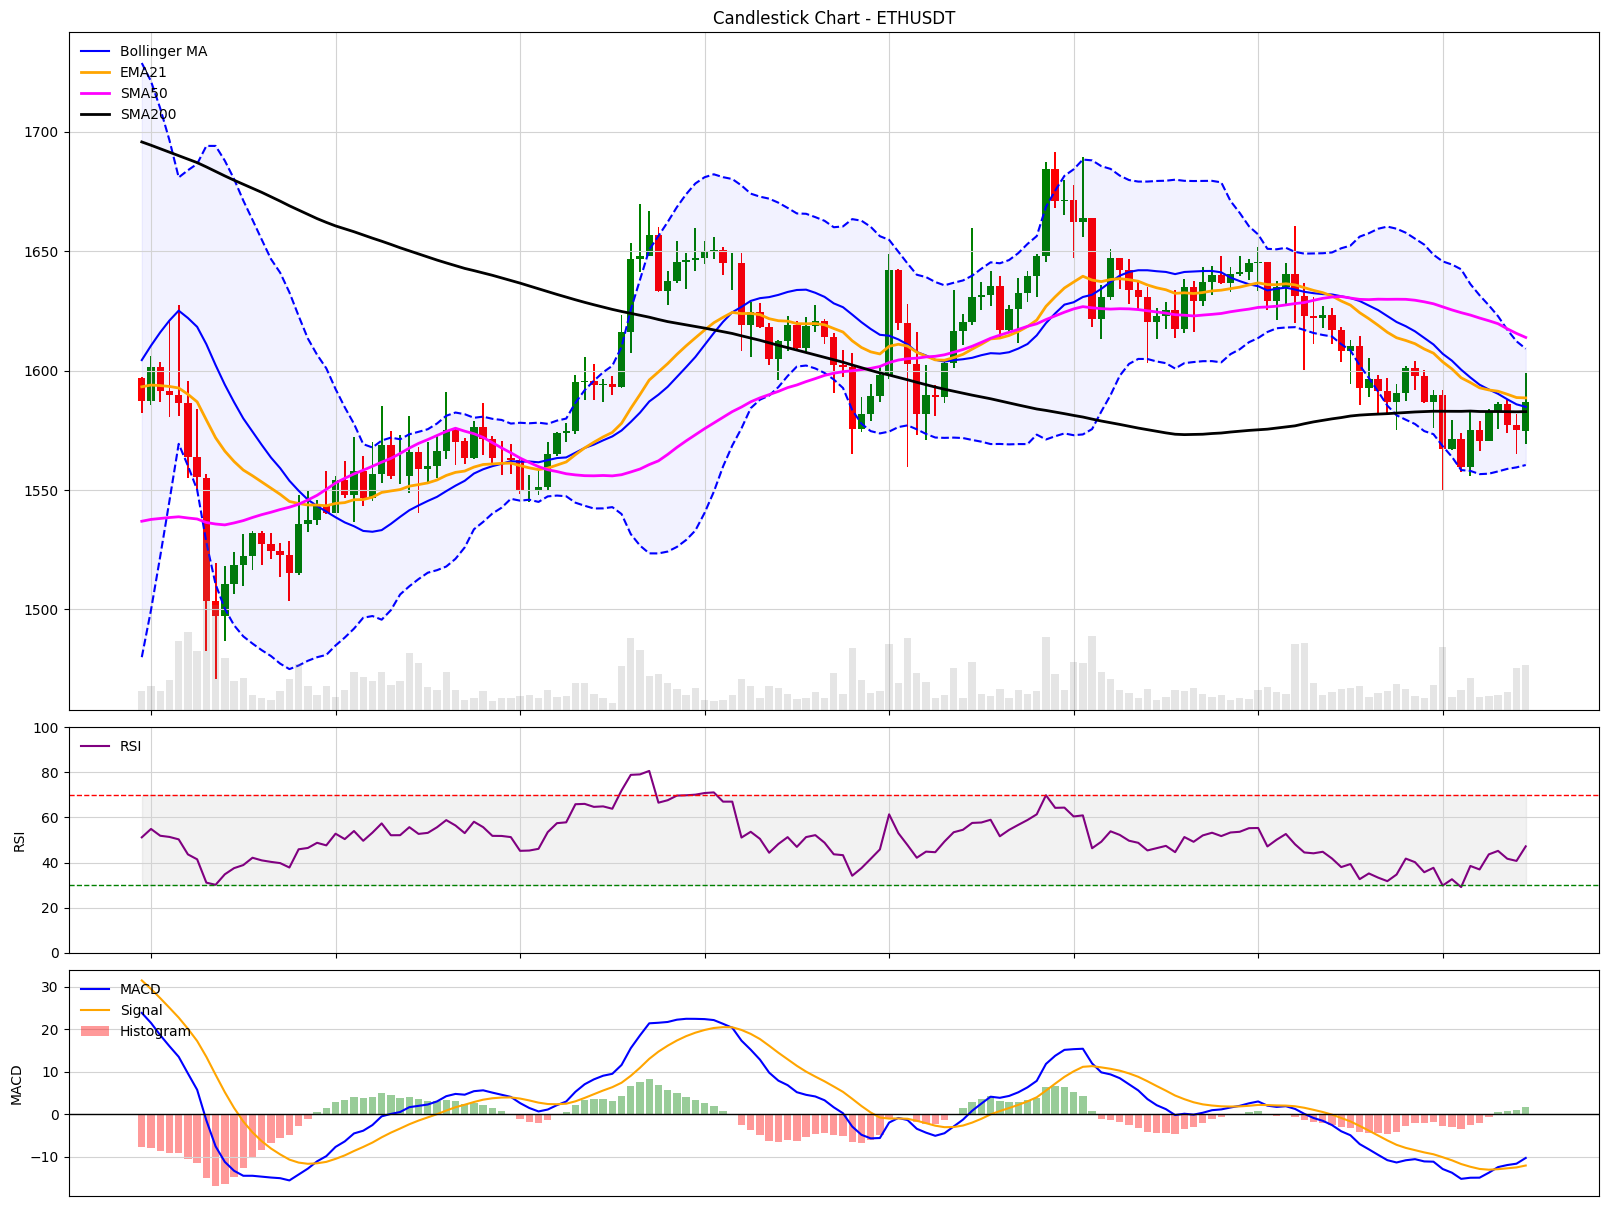 Candlestick Chart - ETHUSDT
Bollinger MA
EMA21
SMA50
SMA200
1700
1650
1600
1550
1500
RSI
100
80
60
40
20
0
RSI
MACD
Signal
Histogram
30
20
10
0
−10
MACD